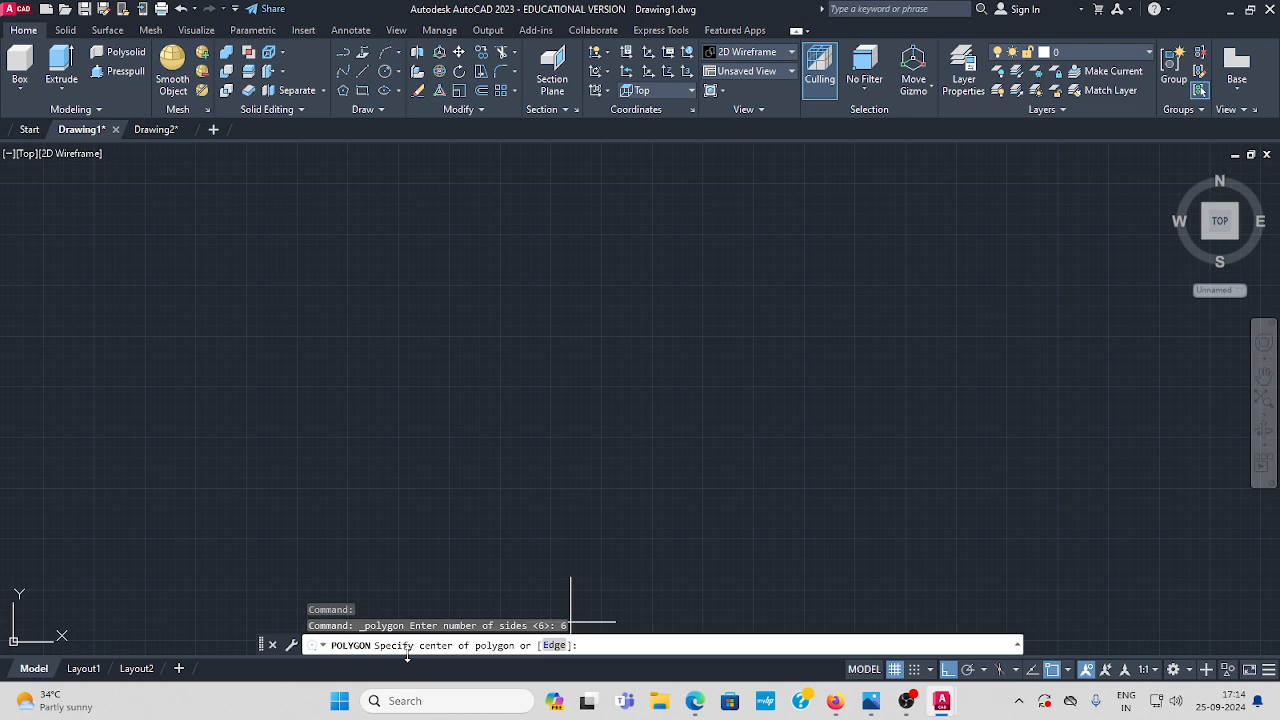 CAD
Share
Autodesk AutoCAD 2023 - EDUCATIONAL VERSION Drawing1.dwg
Type a keyword or phrase
Sign In
Home Solid Surface Mesh Visualize Parametric Insert Annotate View Manage Output Add-ins Collaborate Express Tools Featured Apps
Box
Extrude
Polysolid
Presspull
Modeling
Smooth
Object
Mesh
Separate
Solid Editing
Draw
Modify
Section
Plane
Section
Top
Coordinates
2D Wireframe
Unsaved View
View
Culling
No Filter
Move
Gizmo
Selection
Layer
Properties
0
Make Current
Match Layer
Layers
Group
Groups
Base
View
Start Drawing1* Drawing2*
[−][Top][2D Wireframe]
N
W TOP E
S
Unnamed
Y
X
Command:
Command: _polygon Enter number of sides <6>: 6
POLYGON Specify center of polygon or [Edge]:
Model Layout1 Layout2
MODEL
1:1
34°C
Partly sunny
Search
ENG
IN
17:14
25-09-2024